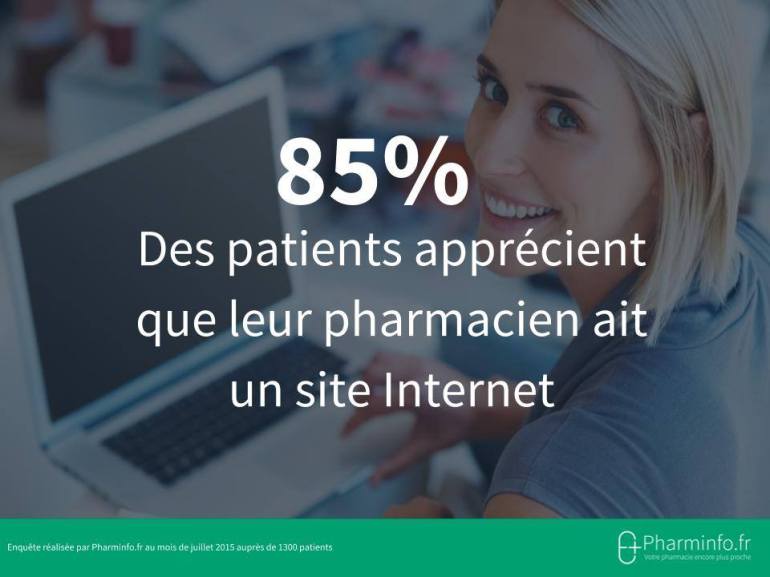 85%
Des patients apprécient
que leur pharmacien ait
un site Internet
Enquête réalisée par Pharminfo.fr au mois de juillet 2015 auprès de 1300 patients
Pharminfo.fr
Votre pharmacie encore plus proche